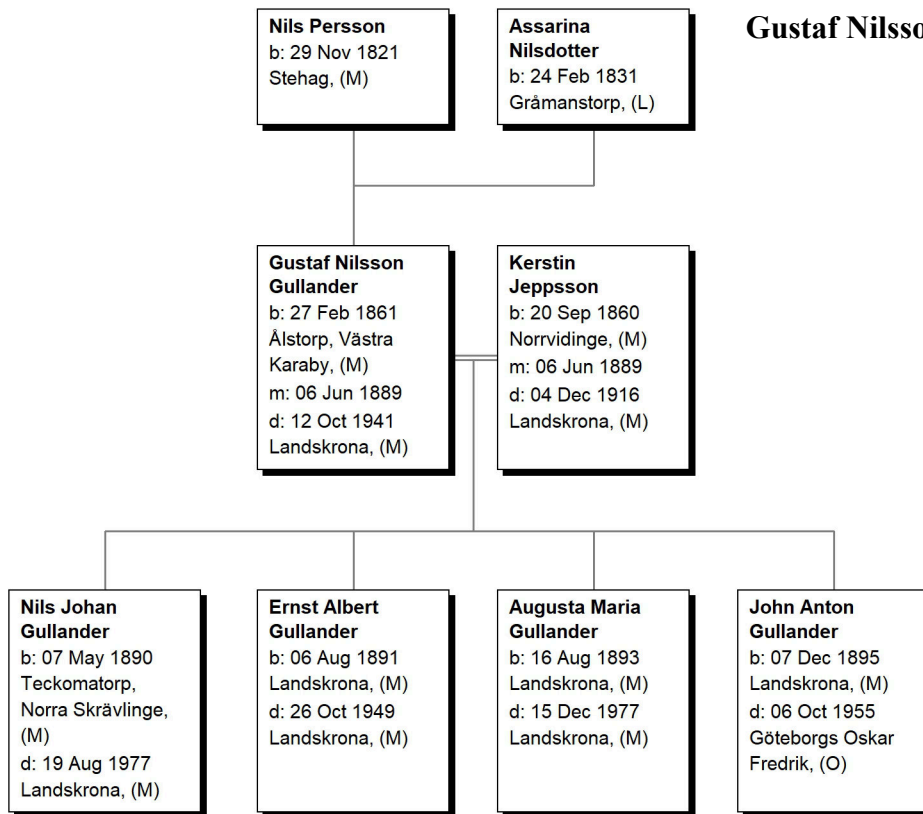 Gustaf Nilsso
Nils Persson
b: 29 Nov 1821
Stehag, (M)
Assarina
Nilsdotter
b: 24 Feb 1831
Gråmanstorp, (L)
Gustaf Nilsson
Gullander
b: 27 Feb 1861
Ålstorp, Västra
Karaby, (M)
m: 06 Jun 1889
d: 12 Oct 1941
Landskrona, (M)
Kerstin
Jeppsson
b: 20 Sep 1860
Norrvidinge, (M)
m: 06 Jun 1889
d: 04 Dec 1916
Landskrona, (M)
Nils Johan
Gullander
b: 07 May 1890
Teckomatorp,
Norra Skrävlinge,
(M)
d: 19 Aug 1977
Landskrona, (M)
Ernst Albert
Gullander
b: 06 Aug 1891
Landskrona, (M)
d: 26 Oct 1949
Landskrona, (M)
Augusta Maria
Gullander
b: 16 Aug 1893
Landskrona, (M)
d: 15 Dec 1977
Landskrona, (M)
John Anton
Gullander
b: 07 Dec 1895
Landskrona, (M)
d: 06 Oct 1955
Göteborgs Oskar
Fredrik, (O)